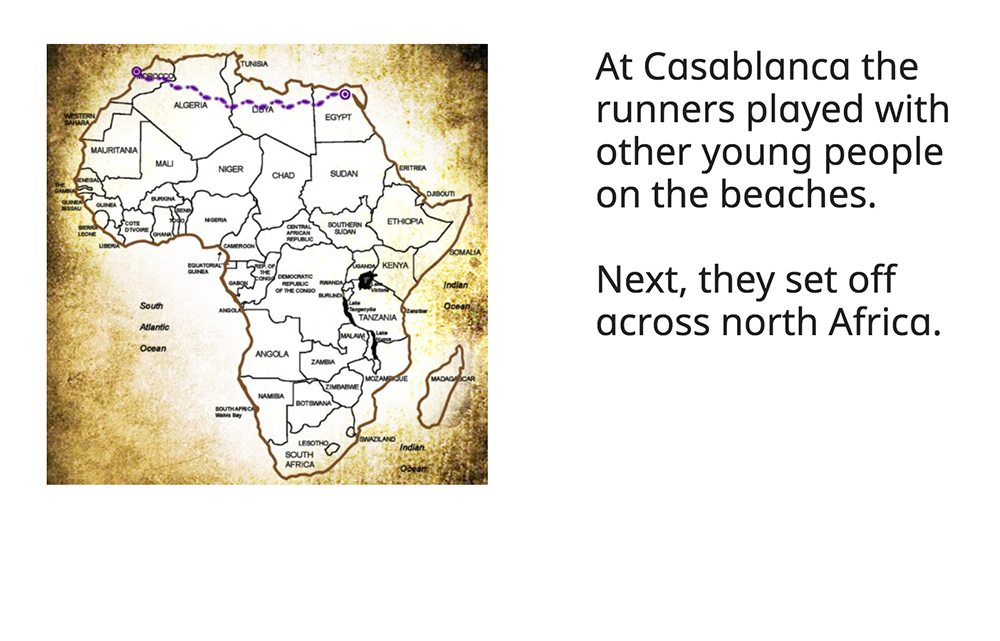 TUNISIA
MOROCCO
ALGERIA
LIBYA
EGYPT
WESTERN
SAHARA
MAURITANIA
MALI
NIGER
CHAD
SUDAN
ERITREA
DJIBOUTI
SENEGAL
THE
GAMBIA
GUINEA
BISSAU
GUINEA
BURKINA
BENIN
TOGO
NIGERIA
SIERRA
LEONE
COTE
D'TVOIRE
GHANA
LIBERIA
CENTRAL
AFRICAN
REPUBLIC
SOUTHERN
SUDAN
ETHIOPIA
SOMALIA
CAMEROON
EQUATORIAL
GUINEA
GABON
REP. OF
THE
CONGO
DEMOCRATIC
REPUBLIC
OF THE CONGO
UGANDA
KENYA
RWANDA
BURUNDI
Lake
Victoria
Lake
Tanganyika
TANZANIA
Zanzibar
Indian
Ocean
South
Atlantic
Ocean
ANGOLA
ANGOLA
MALAWI
Lake
ZAMBIA
MOZAMBIQUE
MADAGASCAR
ZIMBABWE
NAMIBIA
BOTSWANA
SOUTH AFRICA
Walvis Bay
LESOTHO
SWAZILAND
SOUTH
AFRICA
Indian
Ocean
At Casablanca the
runners played with
other young people
on the beaches.
Next, they set off
across north Africa.